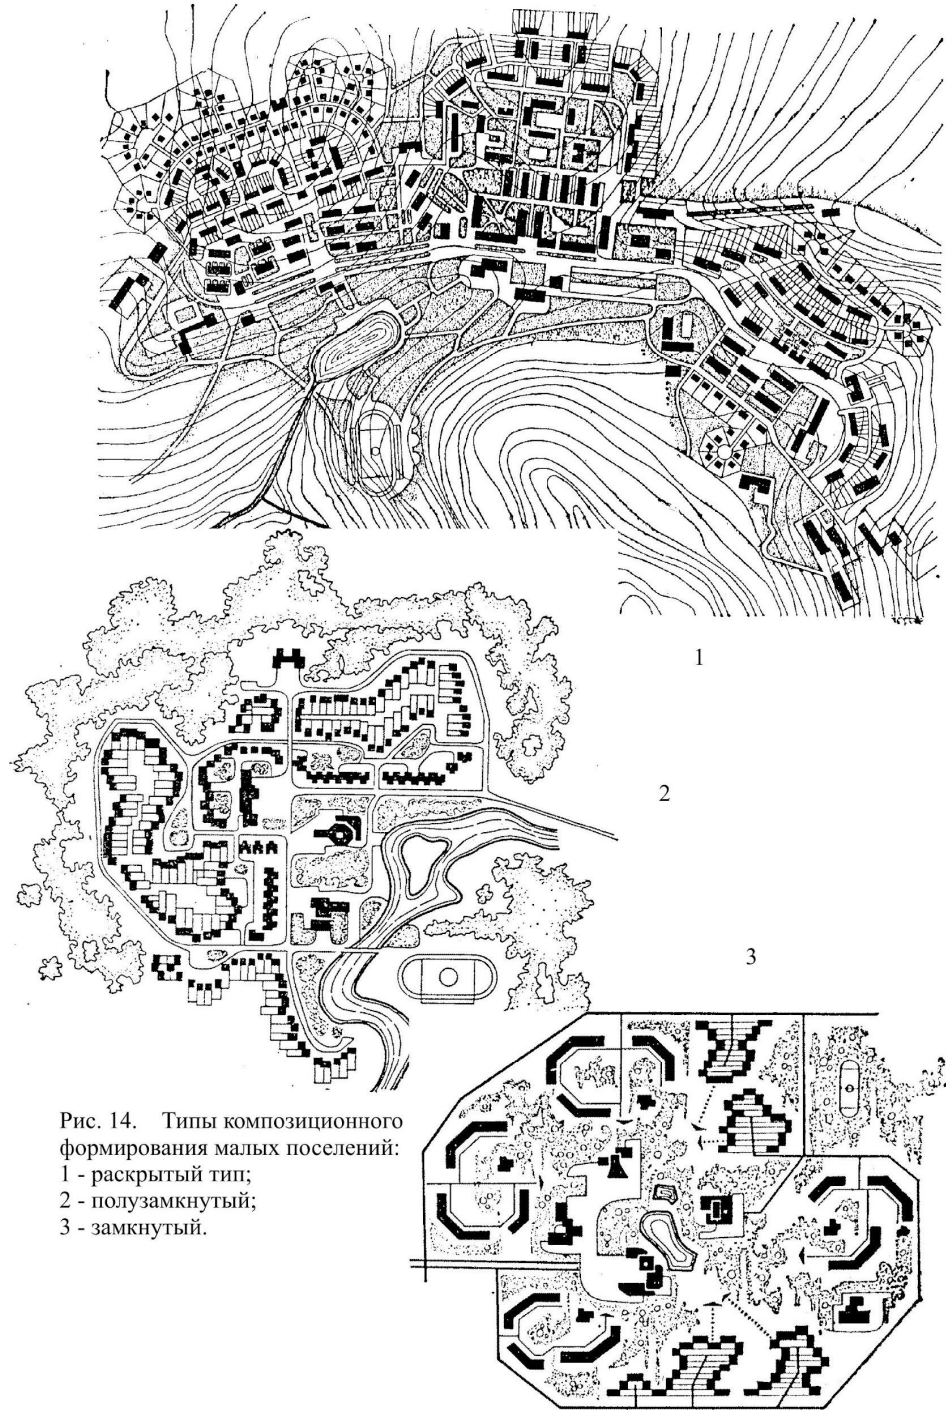 1
2
3
Рис. 14. Типы композиционного
формирования малых поселений:
1 - раскрытый тип;
2 - полузамкнутый;
3 - замкнутый.